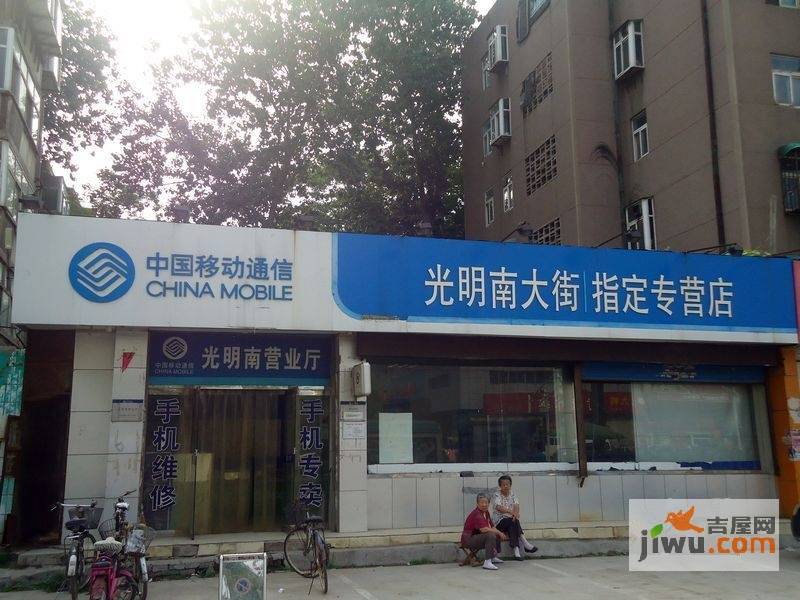 中国移动通信
CHINA MOBILE
光明南大街 指定专营店
中国移动通信
CHINA MOBILE
光明南营业厅
手机维修
手机专卖
吉屋网
jiwu.com